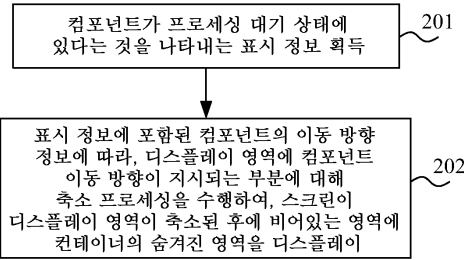 컴포넌트가 프로세싱 대기 상태에
있다는 것을 나타내는 표시 정보 획득
201
표시 정보에 포함된 컴포넌트의 이동 방향
정보에 따라, 디스플레이 영역에 컴포넌트
이동 방향이 지시되는 부분에 대해
축소 프로세싱을 수행하여, 스크린이
디스플레이 영역이 축소된 후에 비어있는 영역에
컨테이너의 숨겨진 영역을 디스플레이
202